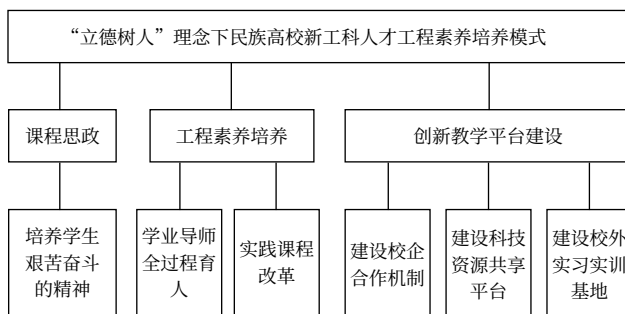 “立德树人”理念下民族高校新工科人才工程素养培养模式
课程思政
工程素养培养
创新教学平台建设
培养学生
艰苦奋斗
的精神
学业导师
全过程育
人
实践课程
改革
建设校企
合作机制
建设科技
资源共享
平台
建设校外
实习实训
基地